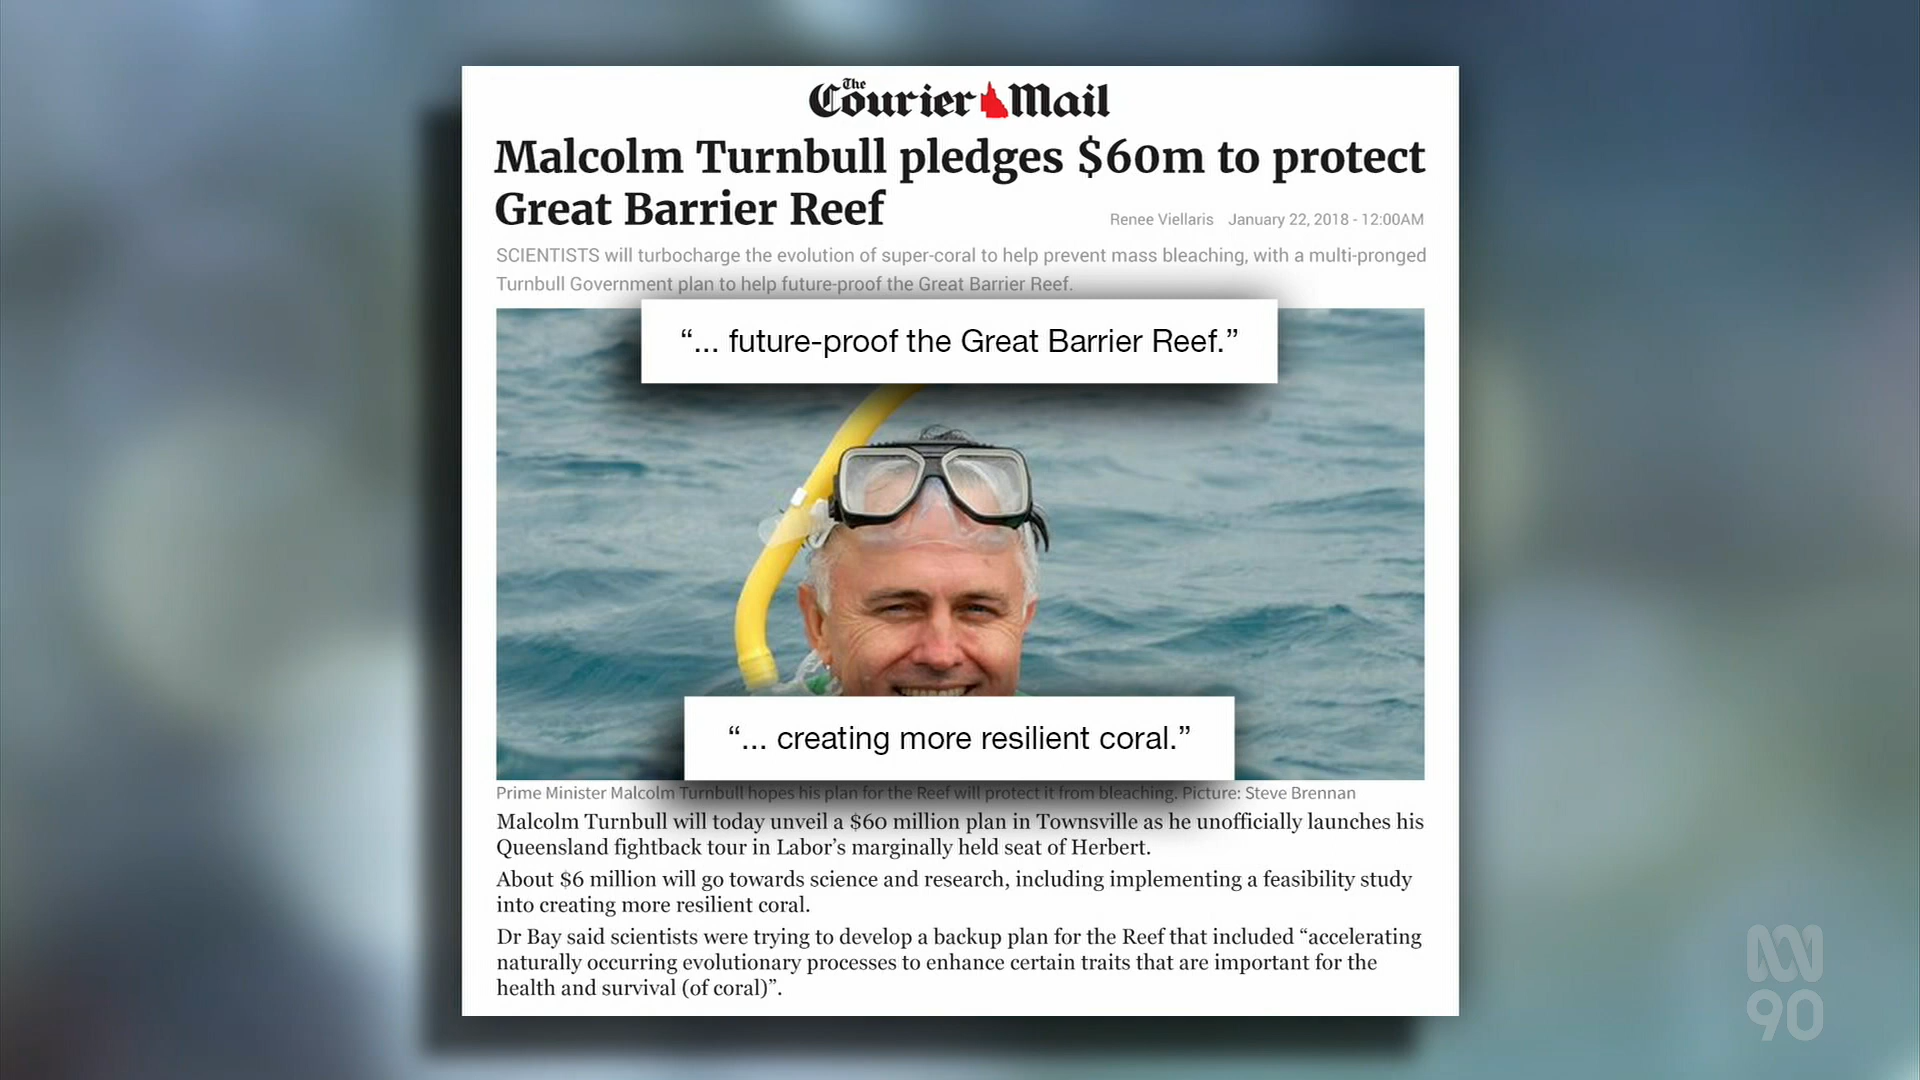 The Courier Mail
Malcolm Turnbull pledges $60m to protect
Great Barrier Reef
Renee Viellaris January 22, 2018 - 12:00AM
SCIENTISTS will turbocharge the evolution of super-coral to help prevent mass bleaching, with a multi-pronged
Turnbull Government plan to help future-proof the Great Barrier Reef.
“... future-proof the Great Barrier Reef.”
“... creating more resilient coral.”
Prime Minister Malcolm Turnbull hopes his plan for the Reef will protect it from bleaching. Picture: Steve Brennan
Malcolm Turnbull will today unveil a $60 million plan in Townsville as he unofficially launches his
Queensland fightback tour in Labor’s marginally held seat of Herbert.
About $6 million will go towards science and research, including implementing a feasibility study
into creating more resilient coral.
Dr Bay said scientists were trying to develop a backup plan for the Reef that included “accelerating
naturally occurring evolutionary processes to enhance certain traits that are important for the
health and survival (of coral)”.
90